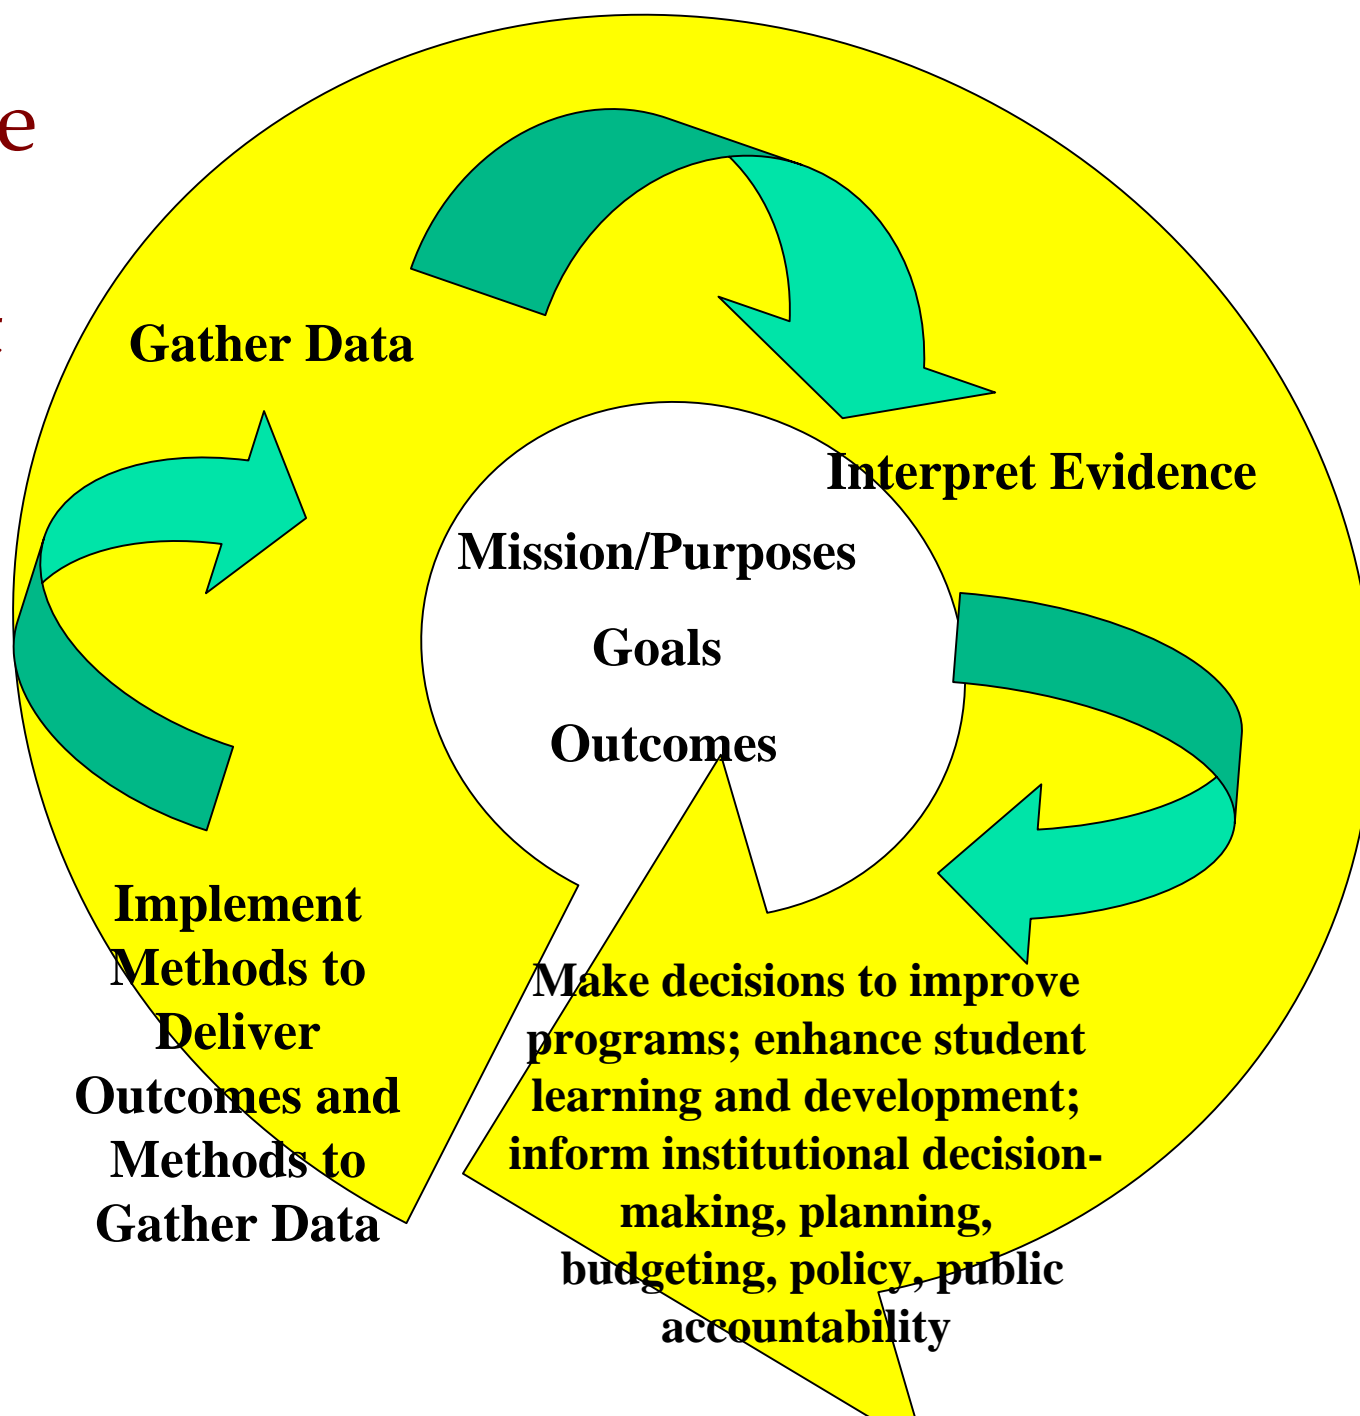 e
t
Gather Data
Interpret Evidence
Mission/Purposes
Goals
Outcomes
Implement
Methods to
Deliver
Outcomes and
Methods to
Gather Data
Make decisions to improve
programs; enhance student
learning and development;
inform institutional decision-
making, planning,
budgeting, policy, public
accountability